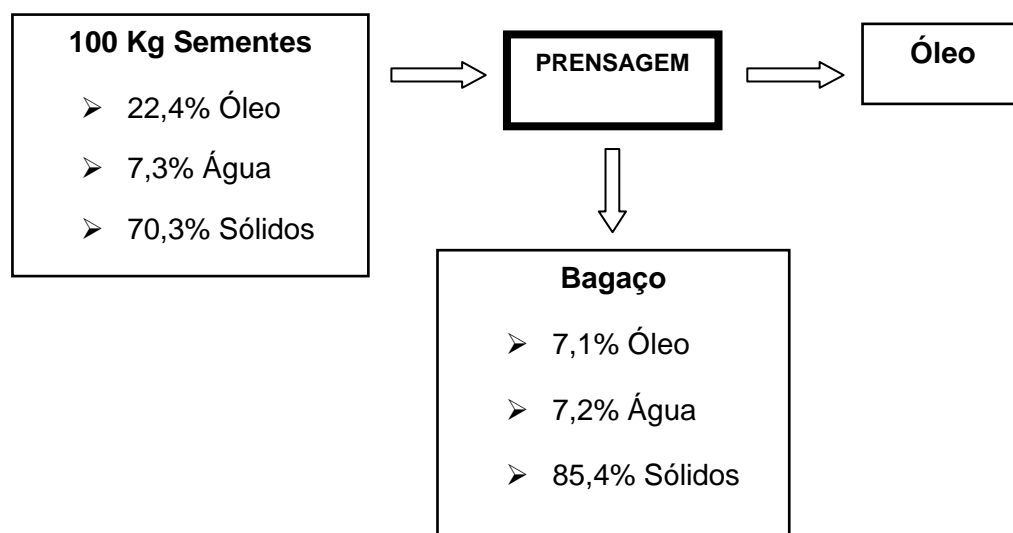 100 Kg Sementes
➢ 22,4% Óleo
➢ 7,3% Água
➢ 70,3% Sólidos
PRENSAGEM
Óleo
Bagaço
➢ 7,1% Óleo
➢ 7,2% Água
➢ 85,4% Sólidos